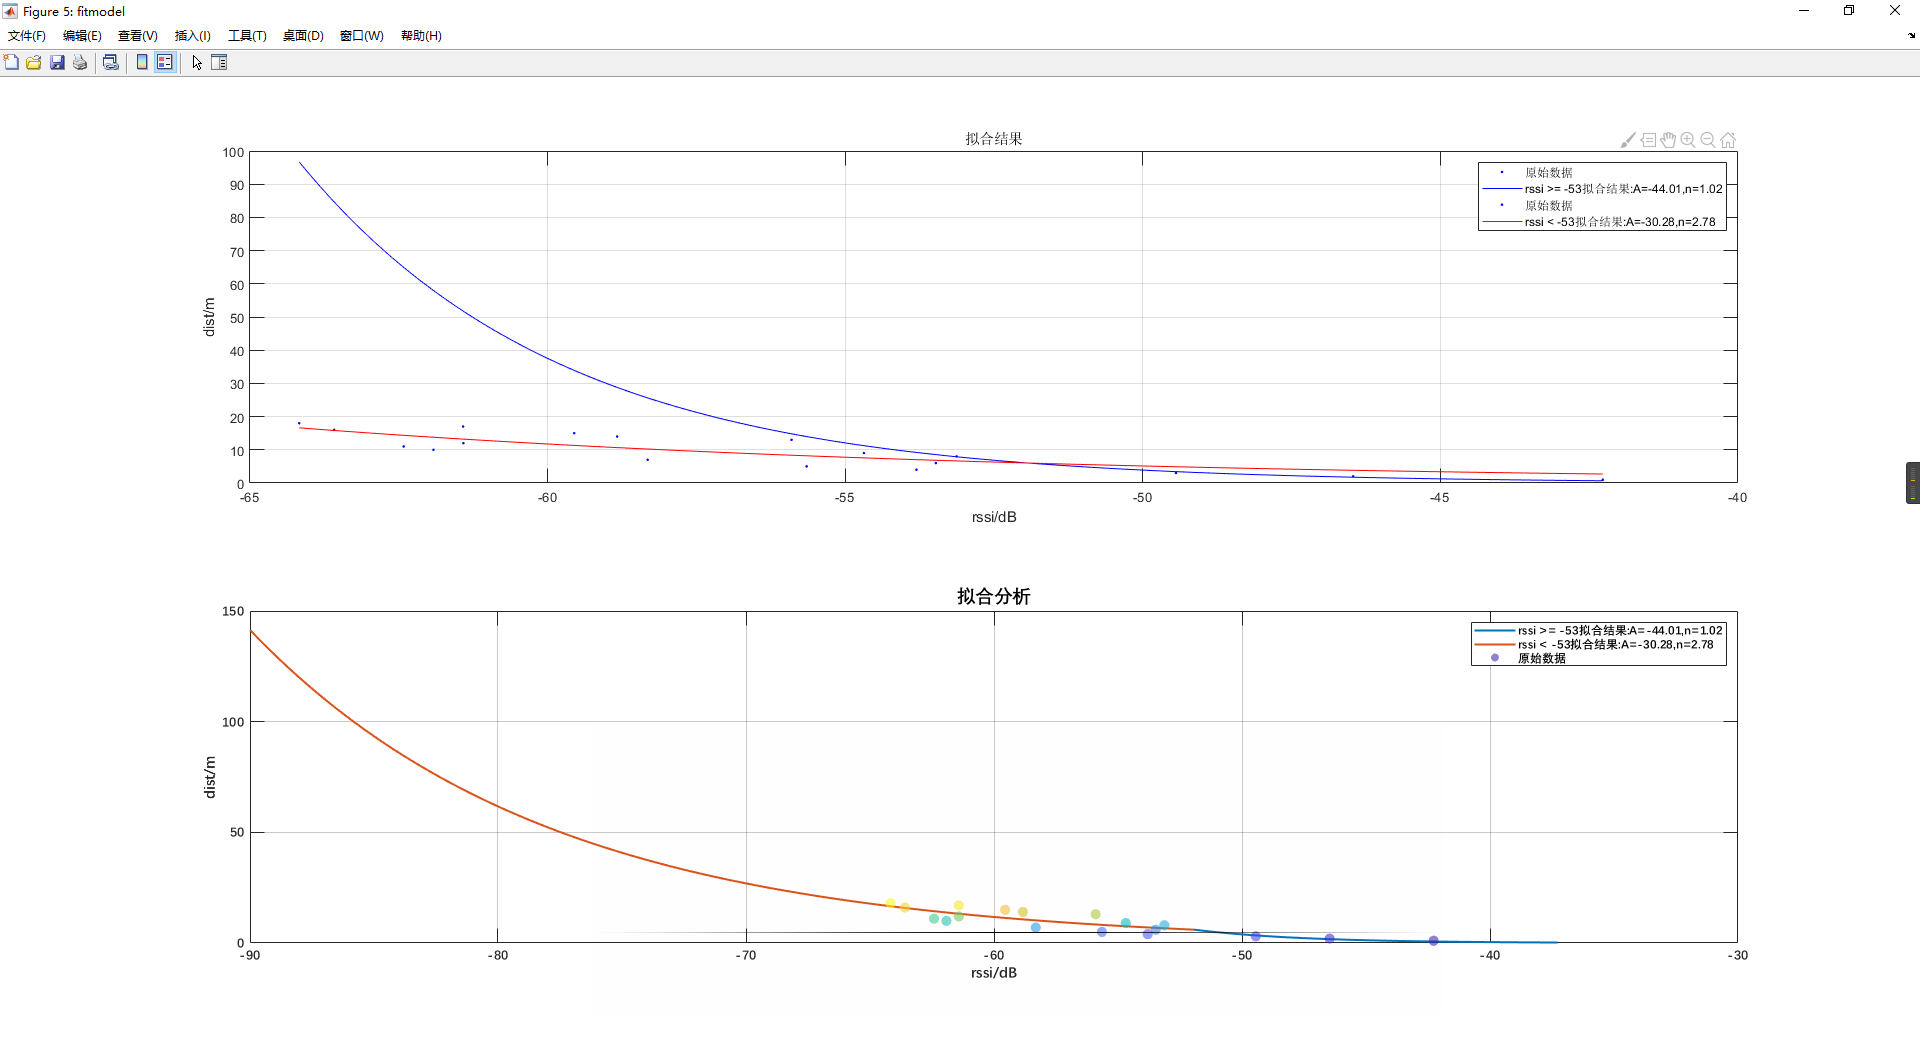 Figure 5: fitmodel
文件(F) 编辑(E) 查看(V) 插入(I) 工具(T) 桌面(D) 窗口(W) 帮助(H)
拟合结果
原始数据
rssi >= -53拟合结果:A=-44.01,n=1.02
原始数据
rssi < -53拟合结果:A=-30.28,n=2.78
100
90
80
70
60
50
40
30
20
10
0
dist/m
-65 -60 -55 -50 -45 -40
rssi/dB
拟合分析
rssi >= -53拟合结果:A=-44.01,n=1.02
rssi < -53拟合结果:A=-30.28,n=2.78
原始数据
150
100
50
0
dist/m
-90 -80 -70 -60 -50 -40 -30
rssi/dB